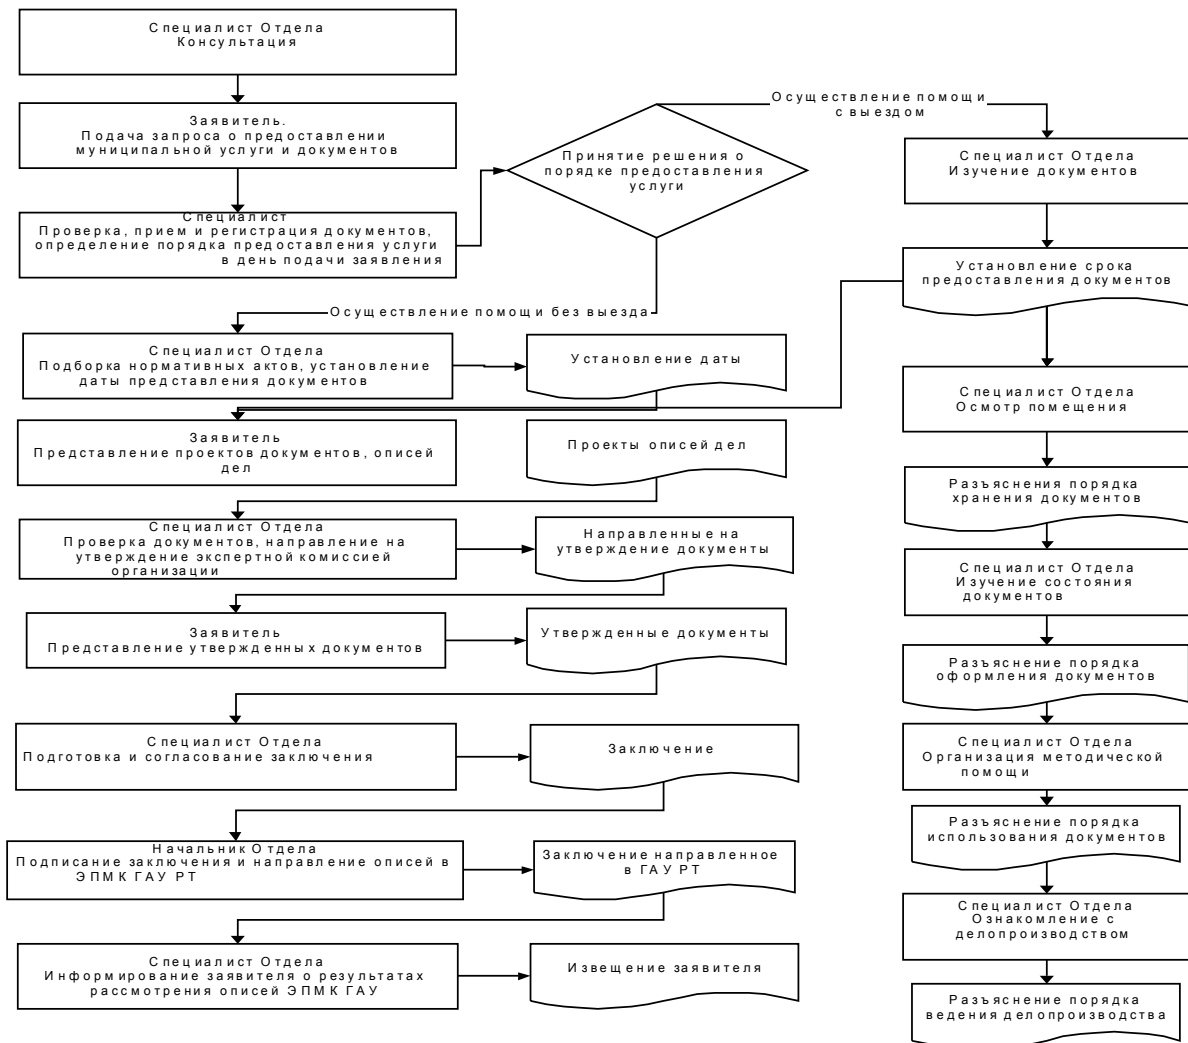 Специалист Отдела
Консультация
Заявитель.
Подача запроса о предоставлении
муниципальной услуги и документов
Специалист
Проверка, прием и регистрация документов,
определение порядка предоставления услуги
в день подачи заявления
Принятие решения о
порядке предоставления
услуги
Осуществление помощи
с выездом
Осуществление помощи без выезда
Специалист Отдела
Подборка нормативных актов, установление
даты представления документов
Установление даты
Заявитель
Представление проектов документов, описей
дел
Проекты описей дел
Специалист Отдела
Проверка документов, направление на
утверждение экспертной комиссией
организации
Направленные на
утверждение документы
Заявитель
Представление утвержденных документов
Утвержденные документы
Специалист Отдела
Подготовка и согласование заключения
Заключение
Начальник Отдела
Подписание заключения и направление описей в
ЭПМК ГАУ РТ
Заключение направленное
в ГАУ РТ
Специалист Отдела
Информирование заявителя о результатах
рассмотрения описей ЭПМК ГАУ
Извещение заявителя
Специалист Отдела
Изучение документов
Установление срока
предоставления документов
Специалист Отдела
Осмотр помещения
Разъяснения порядка
хранения документов
Специалист Отдела
Изучение состояния
документов
Разъяснение порядка
оформления документов
Специалист Отдела
Организация методической
помощи
Разъяснение порядка
использования документов
Специалист Отдела
Ознакомление с
делопроизводством
Разъяснение порядка
ведения делопроизводства